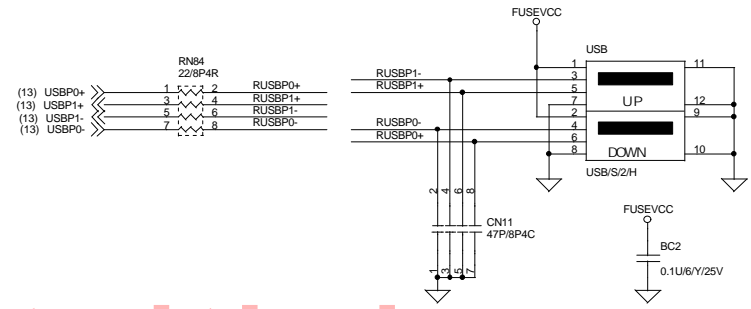 FUSEVCC
USB
RN84
22/8P4R
(13) USBP0+ 1 2 RUSBP0+
(13) USBP1+ 3 4 RUSBP1+
(13) USBP1- 5 6 RUSBP1-
(13) USBP0- 7 8 RUSBP0-
RUSBP1-
RUSBP1+
RUSBP0-
RUSBP0+
1 11
3
5
7 UP 12
2 9
4
6
8 DOWN 10
USB/S/2/H
2 4 6 8
CN11
47P/8P4C
1 3 5 7
FUSEVCC
BC2
0.1U/6/Y/25V